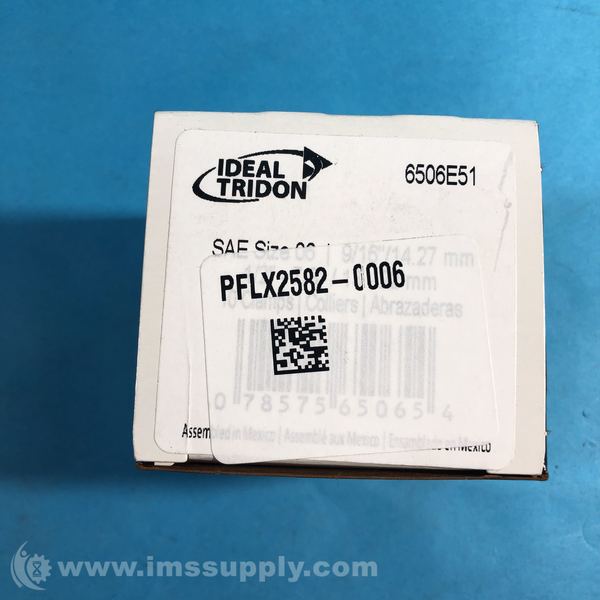 IDEAL
TRIDON
6506E51
SAE Size 06 | 9/16"/14.27 mm
mm
PFLX2582-0006
10 Clamps | Colliers | Abrazaderas
0 78575 65065 4
Assembled in Mexico | Assemblé aux Mexico | Ensamblado en Mexico
www.imssupply.com